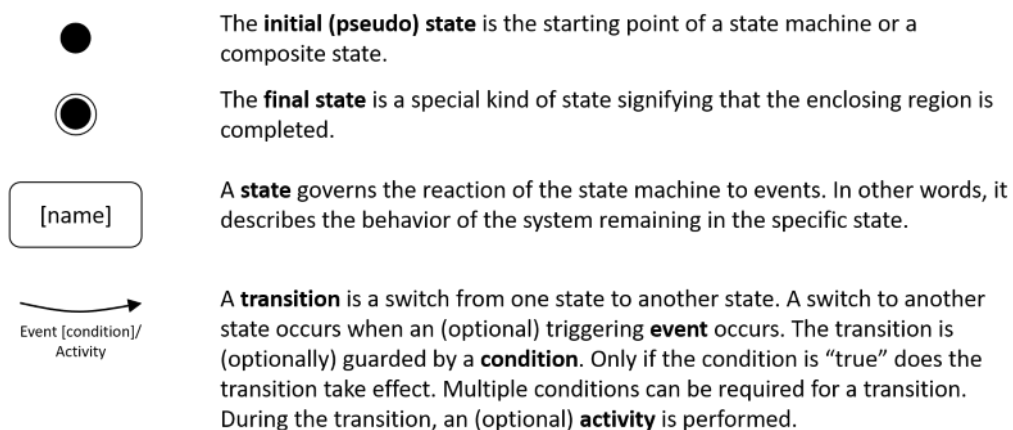 The initial (pseudo) state is the starting point of a state machine or a
composite state.
The final state is a special kind of state signifying that the enclosing region is
completed.
[name]
A state governs the reaction of the state machine to events. In other words, it
describes the behavior of the system remaining in the specific state.
Event [condition]/
Activity
A transition is a switch from one state to another state. A switch to another
state occurs when an (optional) triggering event occurs. The transition is
(optionally) guarded by a condition. Only if the condition is “true” does the
transition take effect. Multiple conditions can be required for a transition.
During the transition, an (optional) activity is performed.